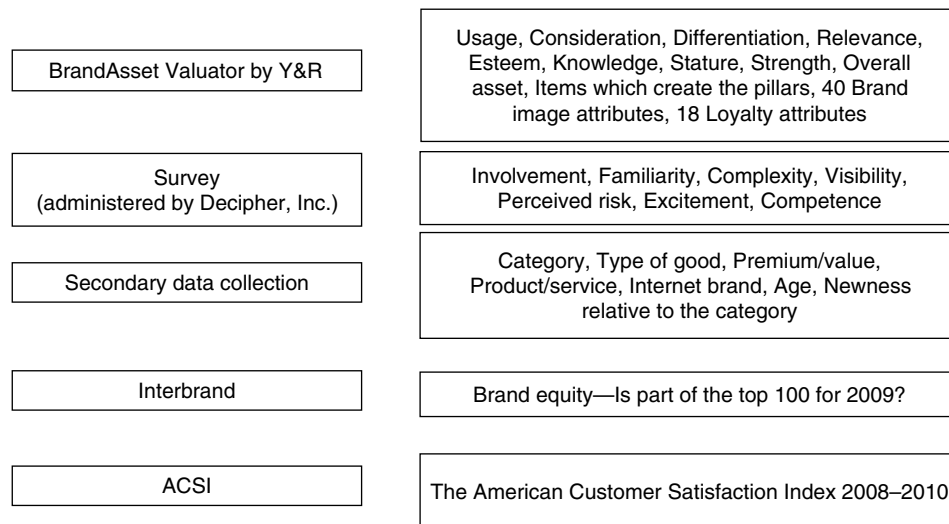 BrandAsset Valuator by Y&R
Usage, Consideration, Differentiation, Relevance,
Esteem, Knowledge, Stature, Strength, Overall
asset, Items which create the pillars, 40 Brand
image attributes, 18 Loyalty attributes
Survey
(administered by Decipher, Inc.)
Involvement, Familiarity, Complexity, Visibility,
Perceived risk, Excitement, Competence
Secondary data collection
Category, Type of good, Premium/value,
Product/service, Internet brand, Age, Newness
relative to the category
Interbrand
Brand equity—Is part of the top 100 for 2009?
ACSI
The American Customer Satisfaction Index 2008–2010